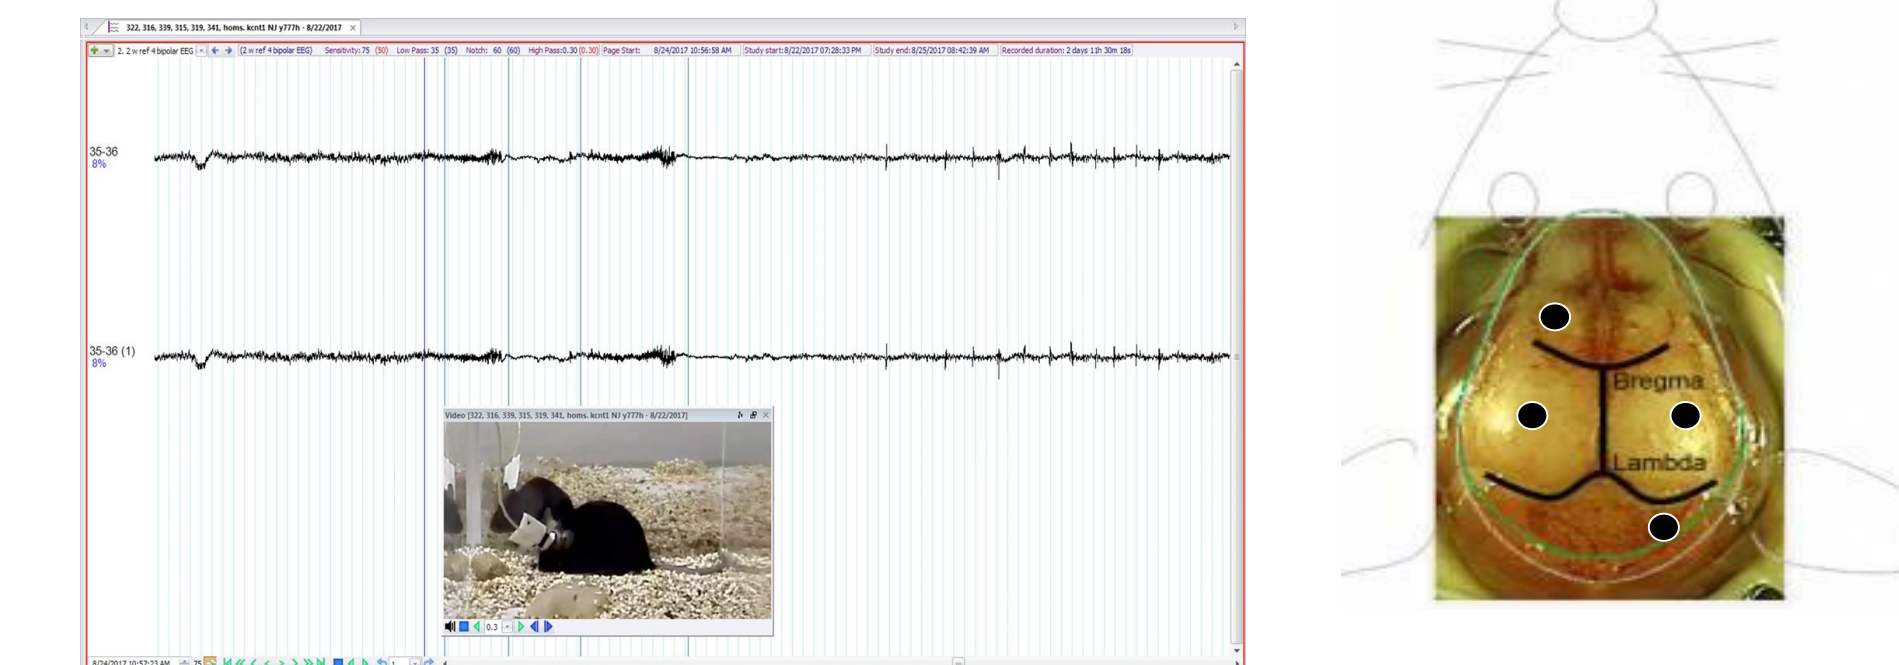 322, 316, 339, 315, 319, 341, homs. kcnt1 NJ y777h - 8/22/2017
2. 2 w ref 4 bipolar EEG (2 w ref 4 bipolar EEG) Sensitivity: 75 (50) Low Pass: 35 (35) Notch: 60 (60) High Pass: 0.30 (0.30) Page Start: 8/24/2017 10:56:58 AM Study start: 8/22/2017 07:28:33 PM Study end: 8/25/2017 08:42:39 AM Recorded duration: 2 days 11h 30m 18s
35-36
8%
35-36 (1)
8%
Video [322, 316, 339, 315, 319, 341, homs. kcnt1 NJ y777h - 8/22/2017]
0.3
8/24/2017 10:57:23 AM 75 1
Bregma
Lambda